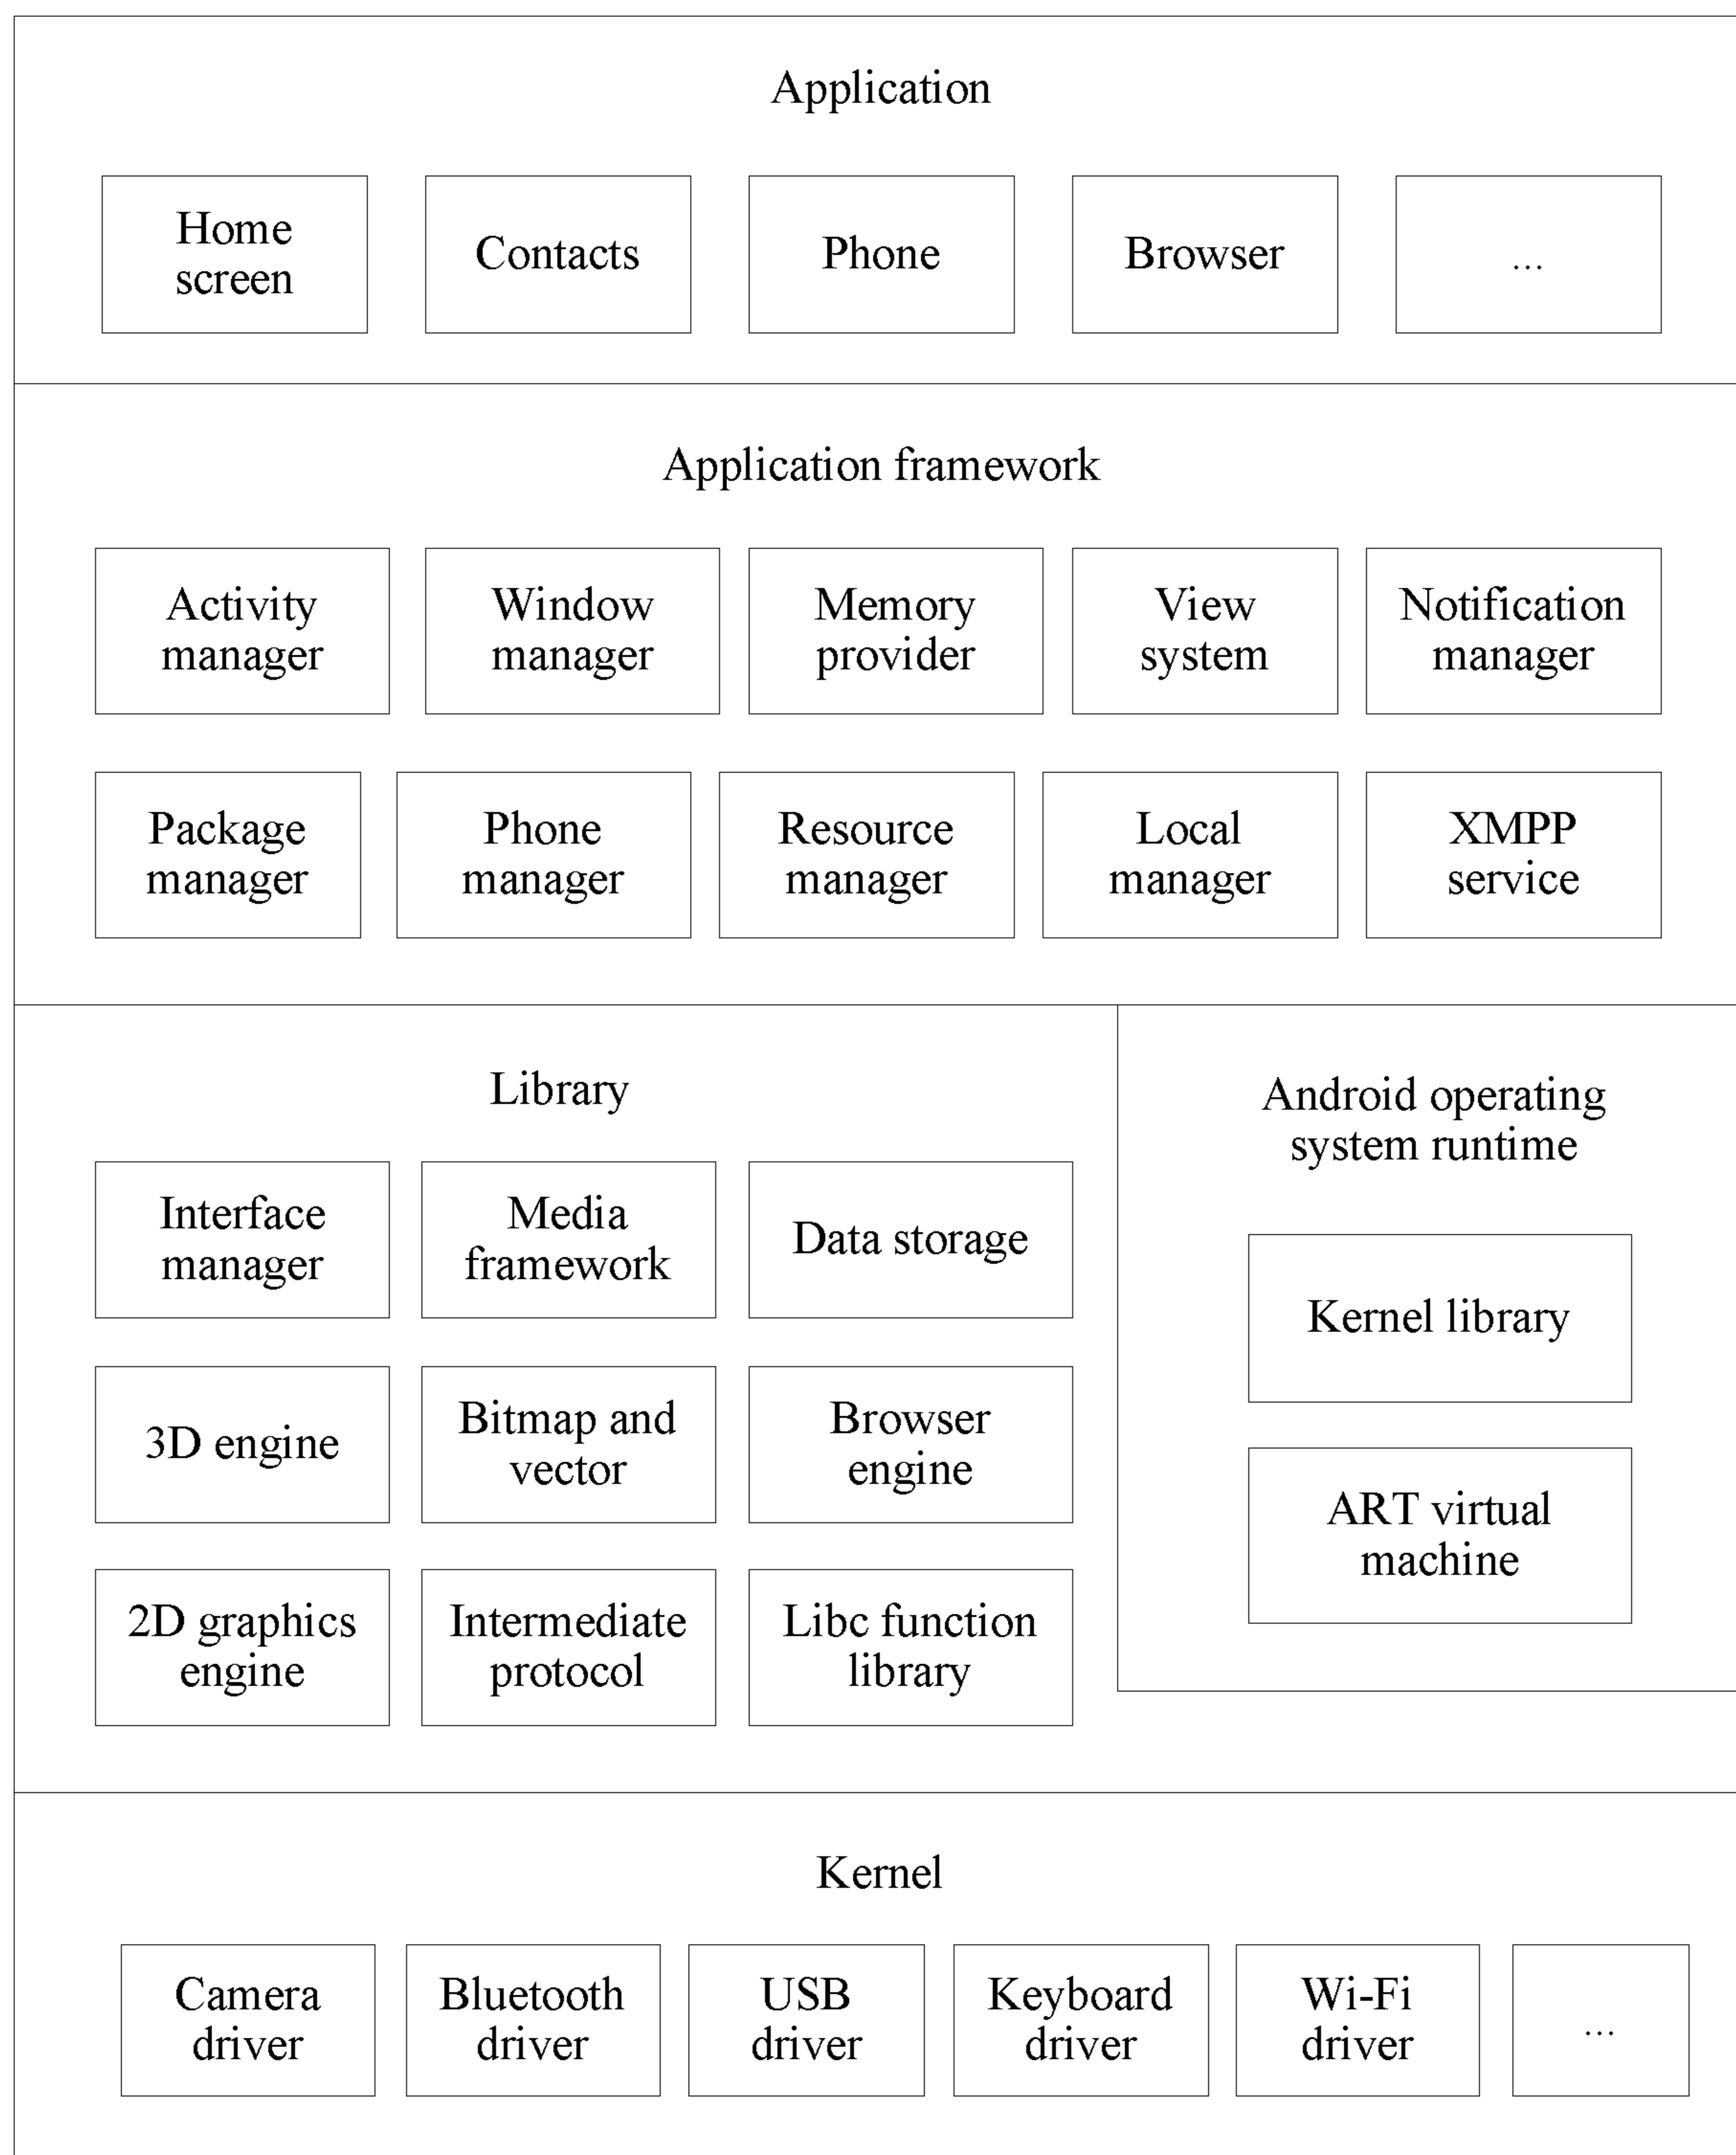 Application
Home
screen
Contacts
Phone
Browser
...
Application framework
Activity
manager
Window
manager
Memory
provider
View
system
Notification
manager
Package
manager
Phone
manager
Resource
manager
Local
manager
XMPP
service
Library
Interface
manager
Media
framework
Data storage
3D engine
Bitmap and
vector
Browser
engine
2D graphics
engine
Intermediate
protocol
Libc function
library
Android operating
system runtime
Kernel library
ART virtual
machine
Kernel
Camera
driver
Bluetooth
driver
USB
driver
Keyboard
driver
Wi-Fi
driver
...